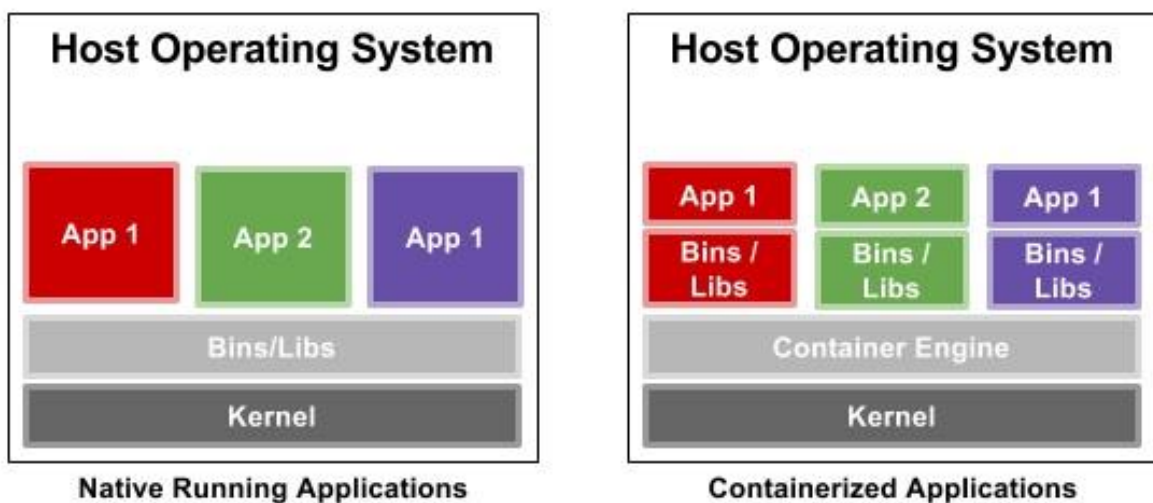 Host Operating System
App 1
App 2
App 1
Bins/Libs
Kernel
Native Running Applications
Host Operating System
App 1
App 2
App 1
Bins /
Libs
Bins /
Libs
Bins /
Libs
Container Engine
Kernel
Containerized Applications